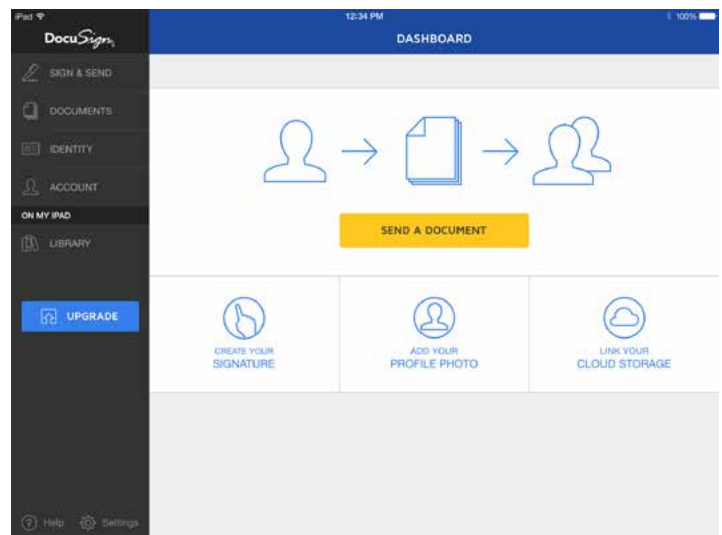 iPad 12:34 PM 100%
DocuSign DASHBOARD
SIGN & SEND
DOCUMENTS
IDENTITY
ACCOUNT
ON MY IPAD
LIBRARY
UPGRADE
SEND A DOCUMENT
CREATE YOUR
SIGNATURE
ADD YOUR
PROFILE PHOTO
LINK YOUR
CLOUD STORAGE
? Help Settings